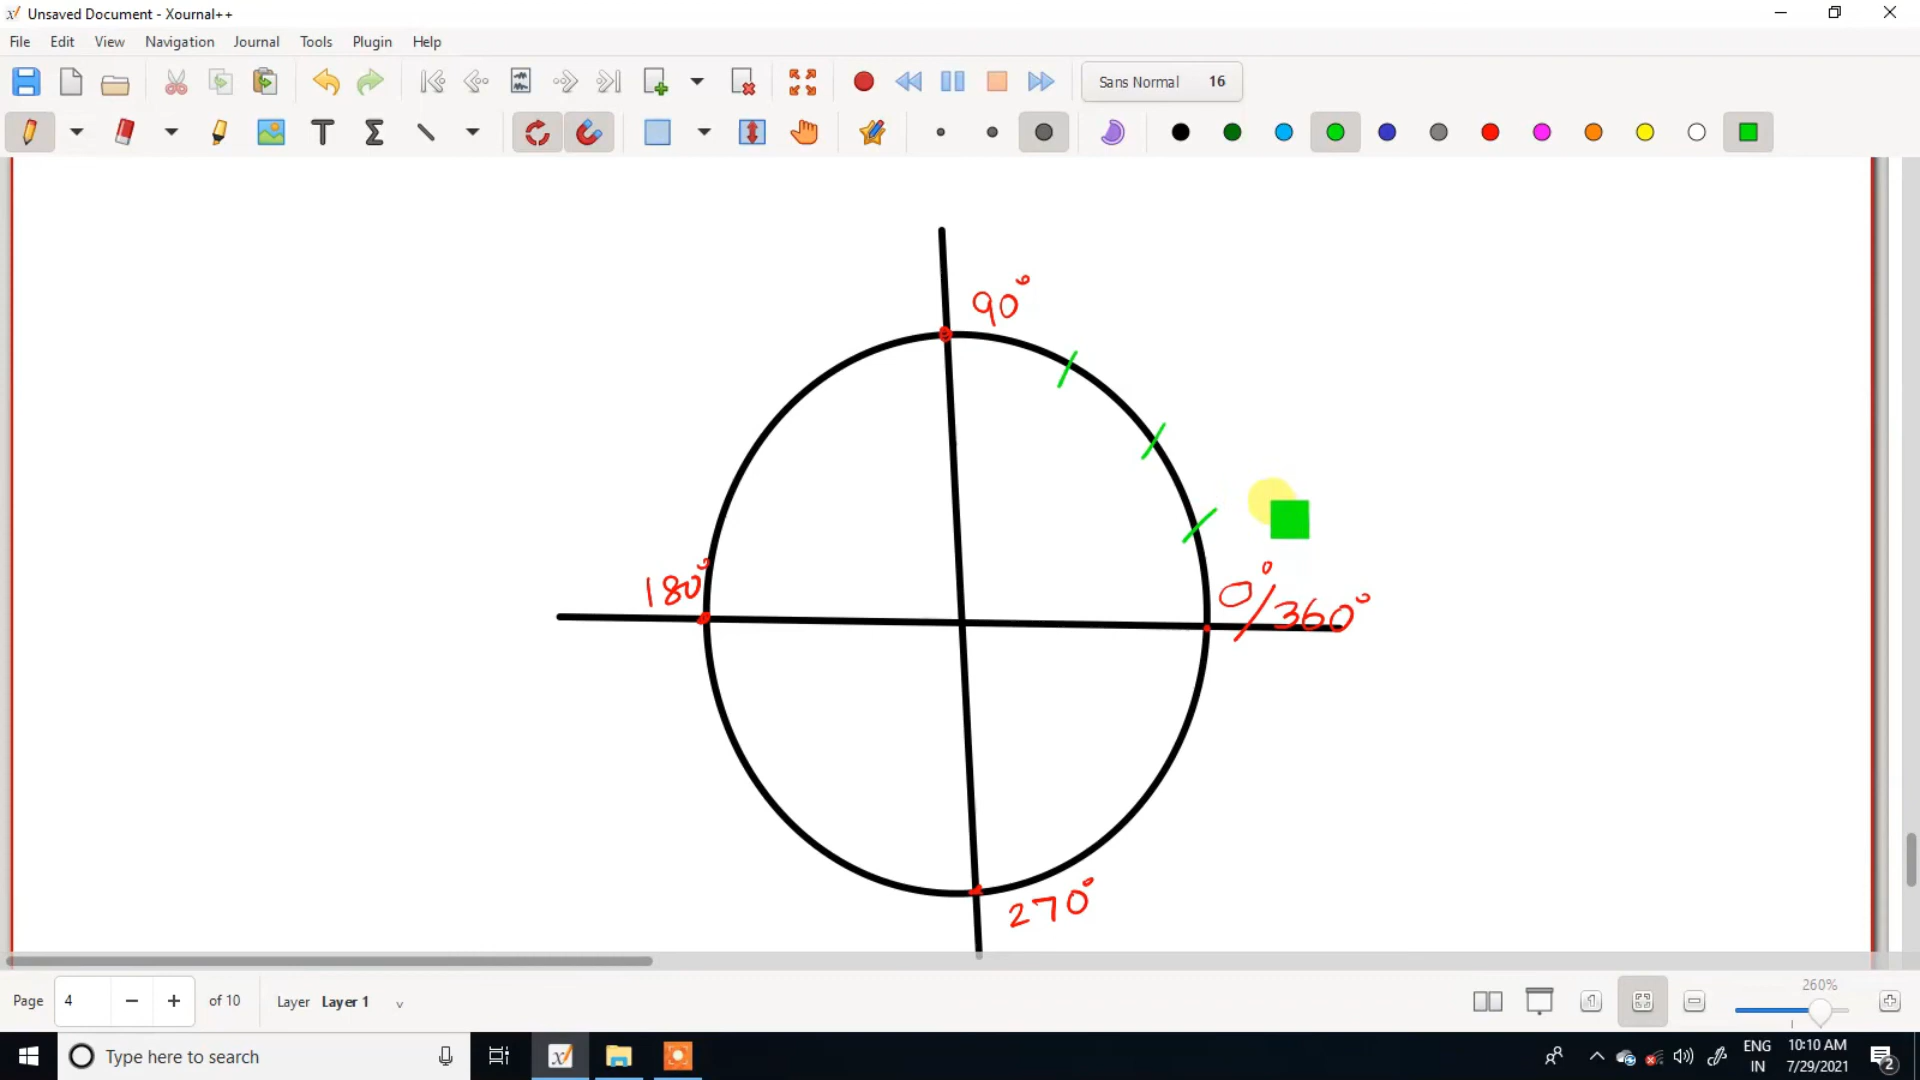 Unsaved Document - Xournal++
File Edit View Navigation Journal Tools Plugin Help
Sans Normal 16
90°
180°
0°/360°
270°
Page 4 of 10 Layer Layer 1
260%
Type here to search
ENG
IN
10:10 AM
7/29/2021
2